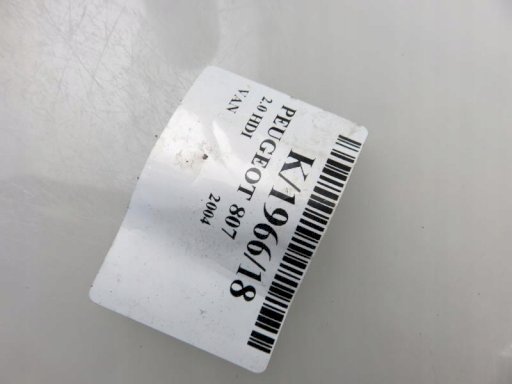 K/1966/18
PEUGEOT 807
2.0 HDI 2004
VAN